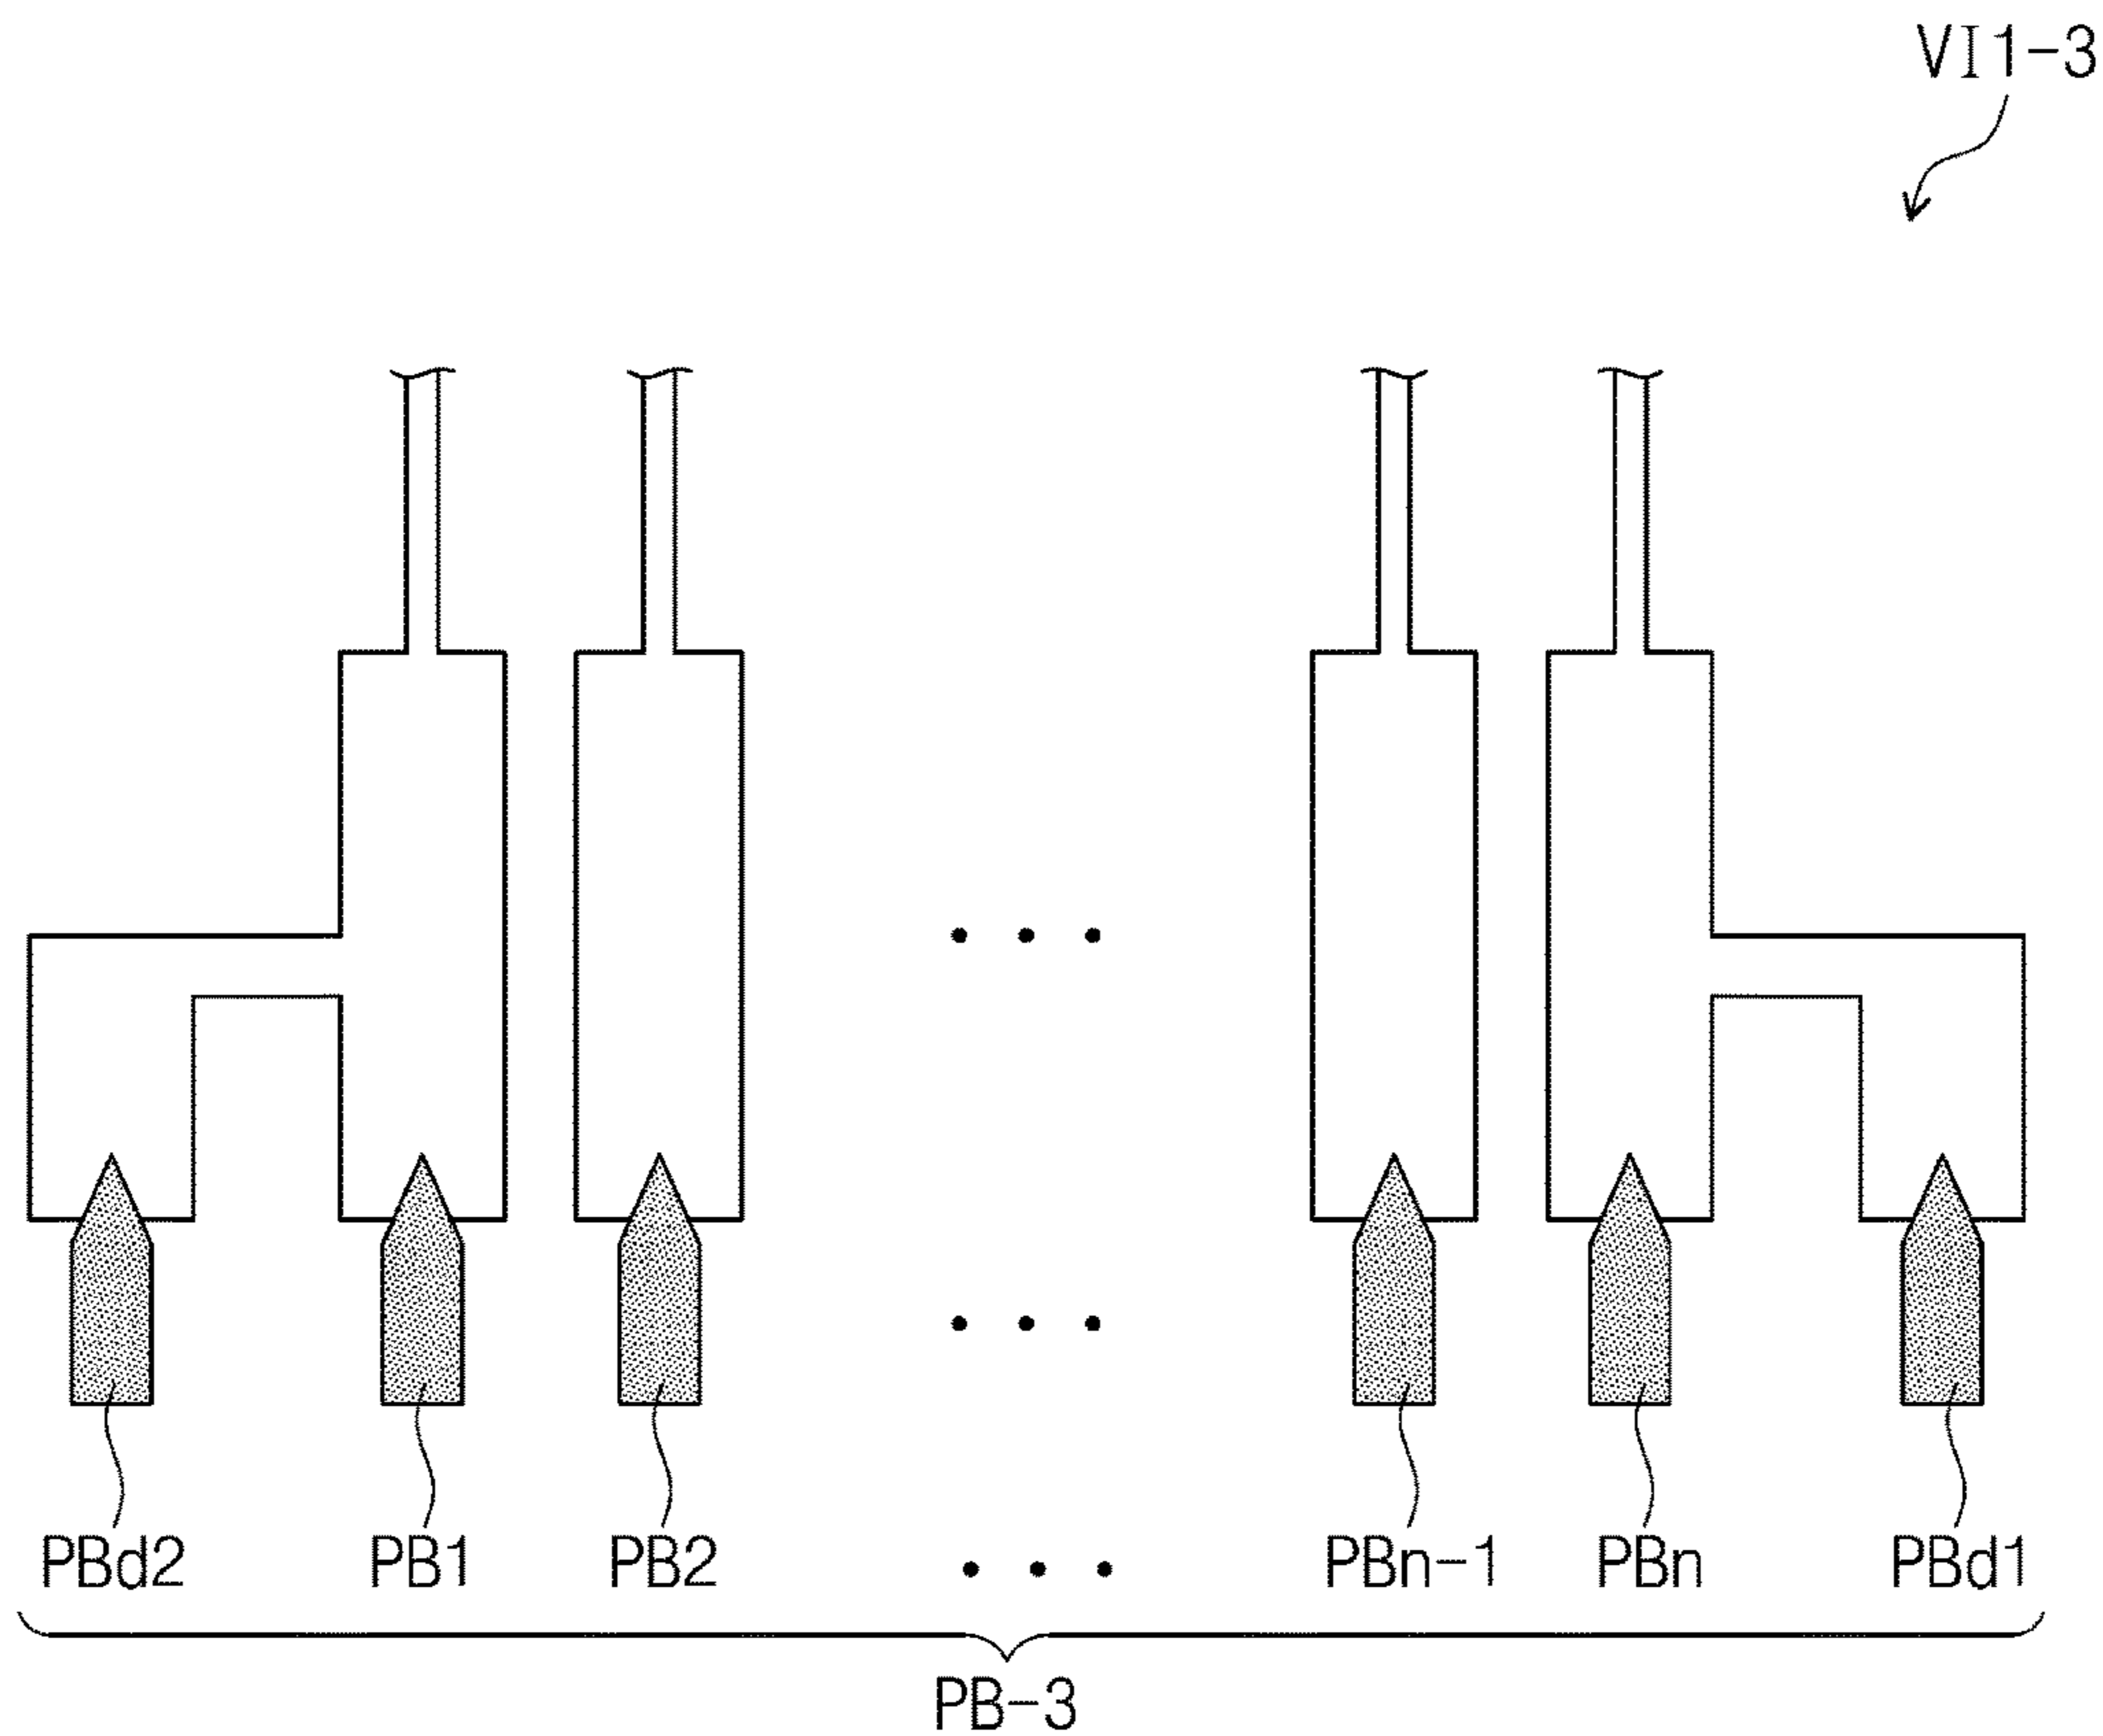 VI1-3
PBd2 PB1 PB2 • • • PBn-1 PBn PBd1
PB-3